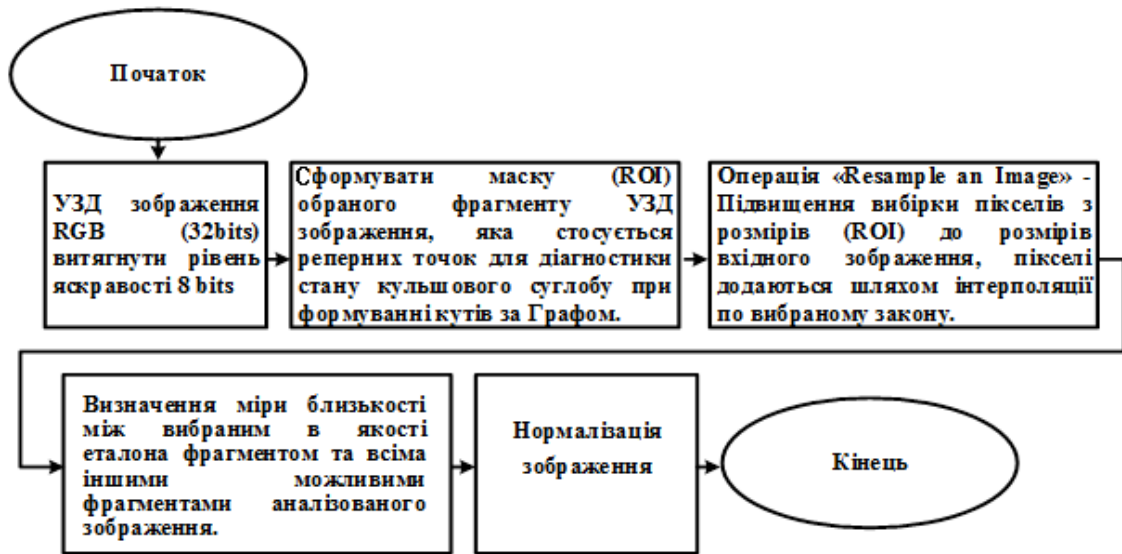 Початок
УЗД зображення
RGB (32bits)
витягнути рівень
яскравості 8 bits
Сформувати маску (ROI)
обраного фрагменту УЗД
зображення, яка стосується
реперних точок для діагностики
стану кульшового суглобу при
формуванні кутів за Графом.
Операція «Resample an Image» -
Підвищення вибірки пікселів з
розмірів (ROI) до розмірів
вхідного зображення, пікселі
додаються шляхом інтерполяції
по вибраному закону.
Визначення міри близькості
між вибраним в якості
еталона фрагментом та всіма
іншими можливими
фрагментами аналізованого
зображення.
Нормалізація
зображення
Кінець